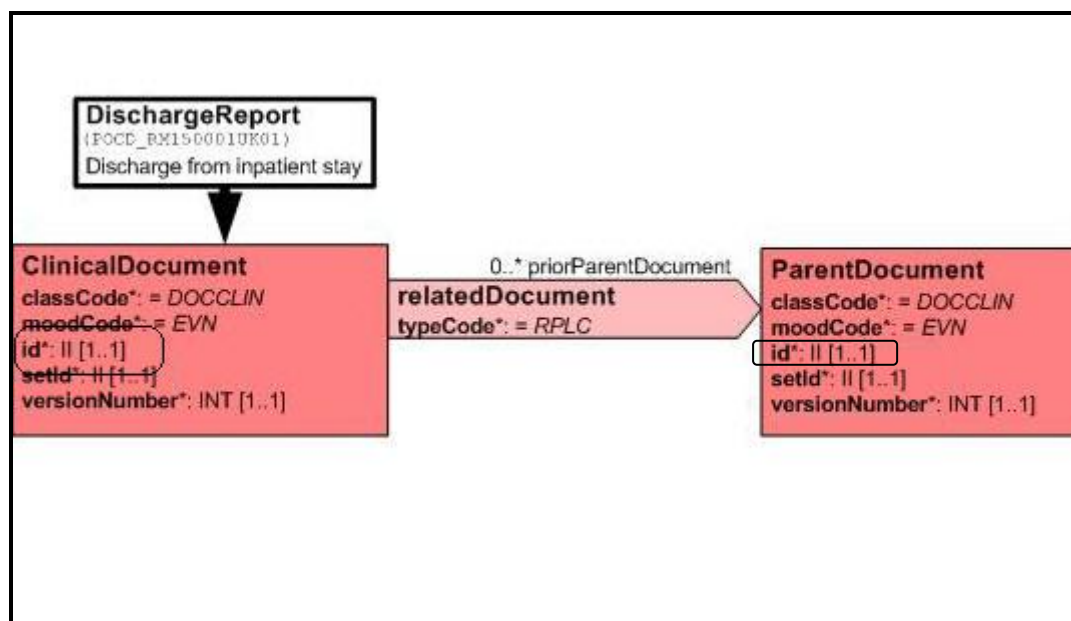 DischargeReport
(POCD_RM150001UK01)
Discharge from inpatient stay
ClinicalDocument
classCode*: = DOCCLIN
moodCode*: = EVN
id*: II [1..1]
setId*: II [1..1]
versionNumber*: INT [1..1]
0..* priorParentDocument
relatedDocument
typeCode*: = RPLC
ParentDocument
classCode*: = DOCCLIN
moodCode*: = EVN
id*: II [1..1]
setId*: II [1..1]
versionNumber*: INT [1..1]